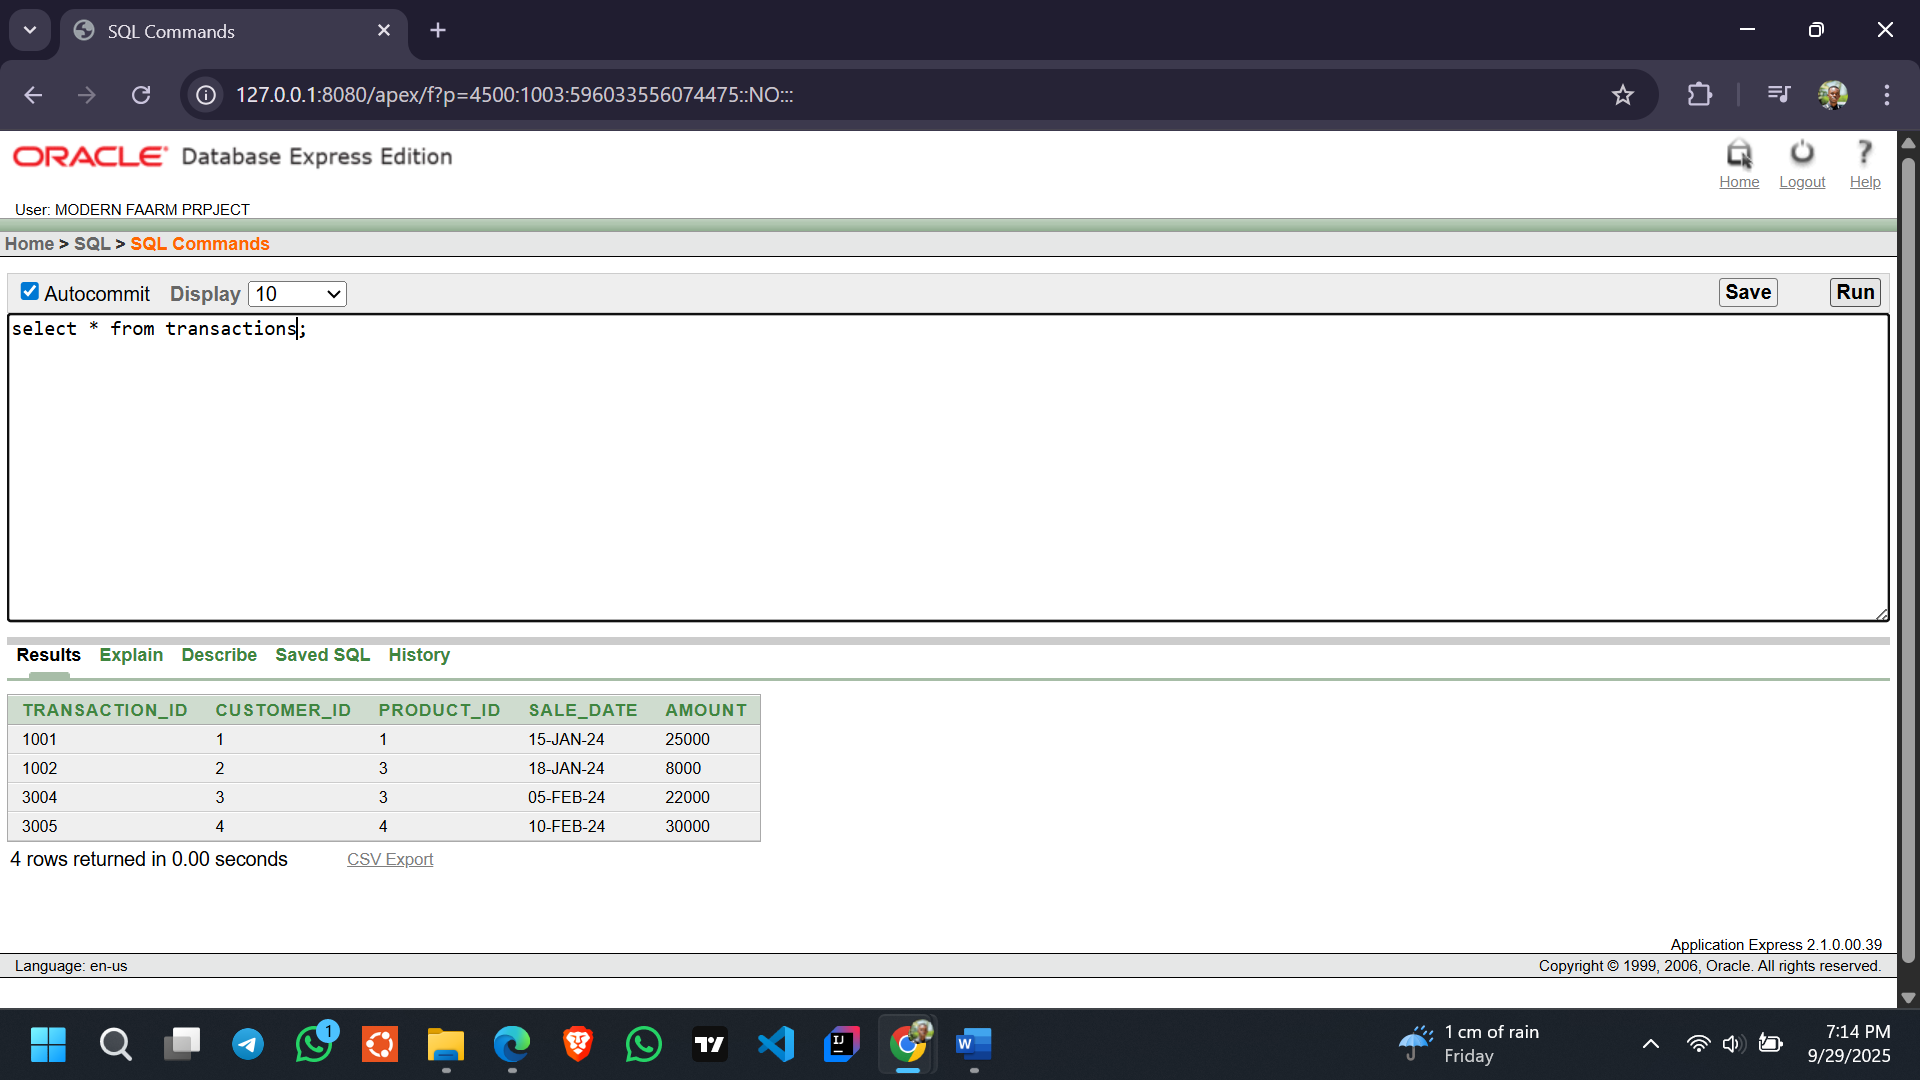 SQL Commands
127.0.0.1:8080/apex/f?p=4500:1003:596033556074475::NO:::
ORACLE Database Express Edition
Home Logout Help
User: MODERN FAARM PRPJECT
Home > SQL > SQL Commands
Autocommit Display 10 Save Run
select * from transactions;
Results Explain Describe Saved SQL History
TRANSACTION_ID CUSTOMER_ID PRODUCT_ID SALE_DATE AMOUNT
1001 1 1 15-JAN-24 25000
1002 2 3 18-JAN-24 8000
3004 3 3 05-FEB-24 22000
3005 4 4 10-FEB-24 30000
4 rows returned in 0.00 seconds CSV Export
Application Express 2.1.0.00.39
Language: en-us Copyright © 1999, 2006, Oracle. All rights reserved.
1
IJ
W
1 cm of rain
Friday
7:14 PM
9/29/2025